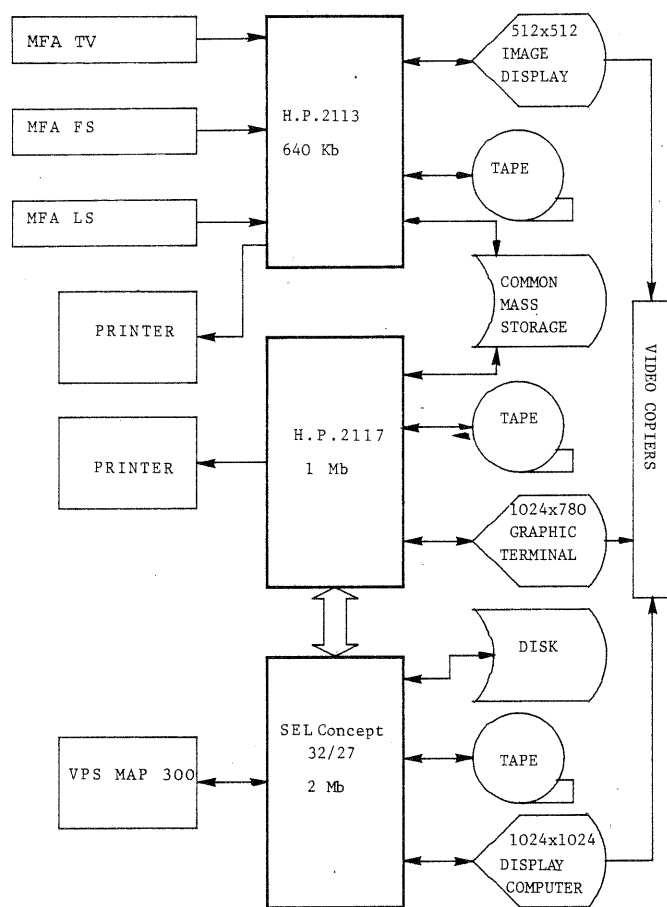 MFA TV
MFA FS
MFA LS
H.P.2113
640 Kb
512x512
IMAGE
DISPLAY
TAPE
COMMON
MASS
STORAGE
PRINTER
PRINTER
H.P.2117
1 Mb
TAPE
1024x780
GRAPHIC
TERMINAL
VIDEO COPIERS
DISK
SEL Concept
32/27
2 Mb
VPS MAP 300
TAPE
1024x1024
DISPLAY
COMPUTER